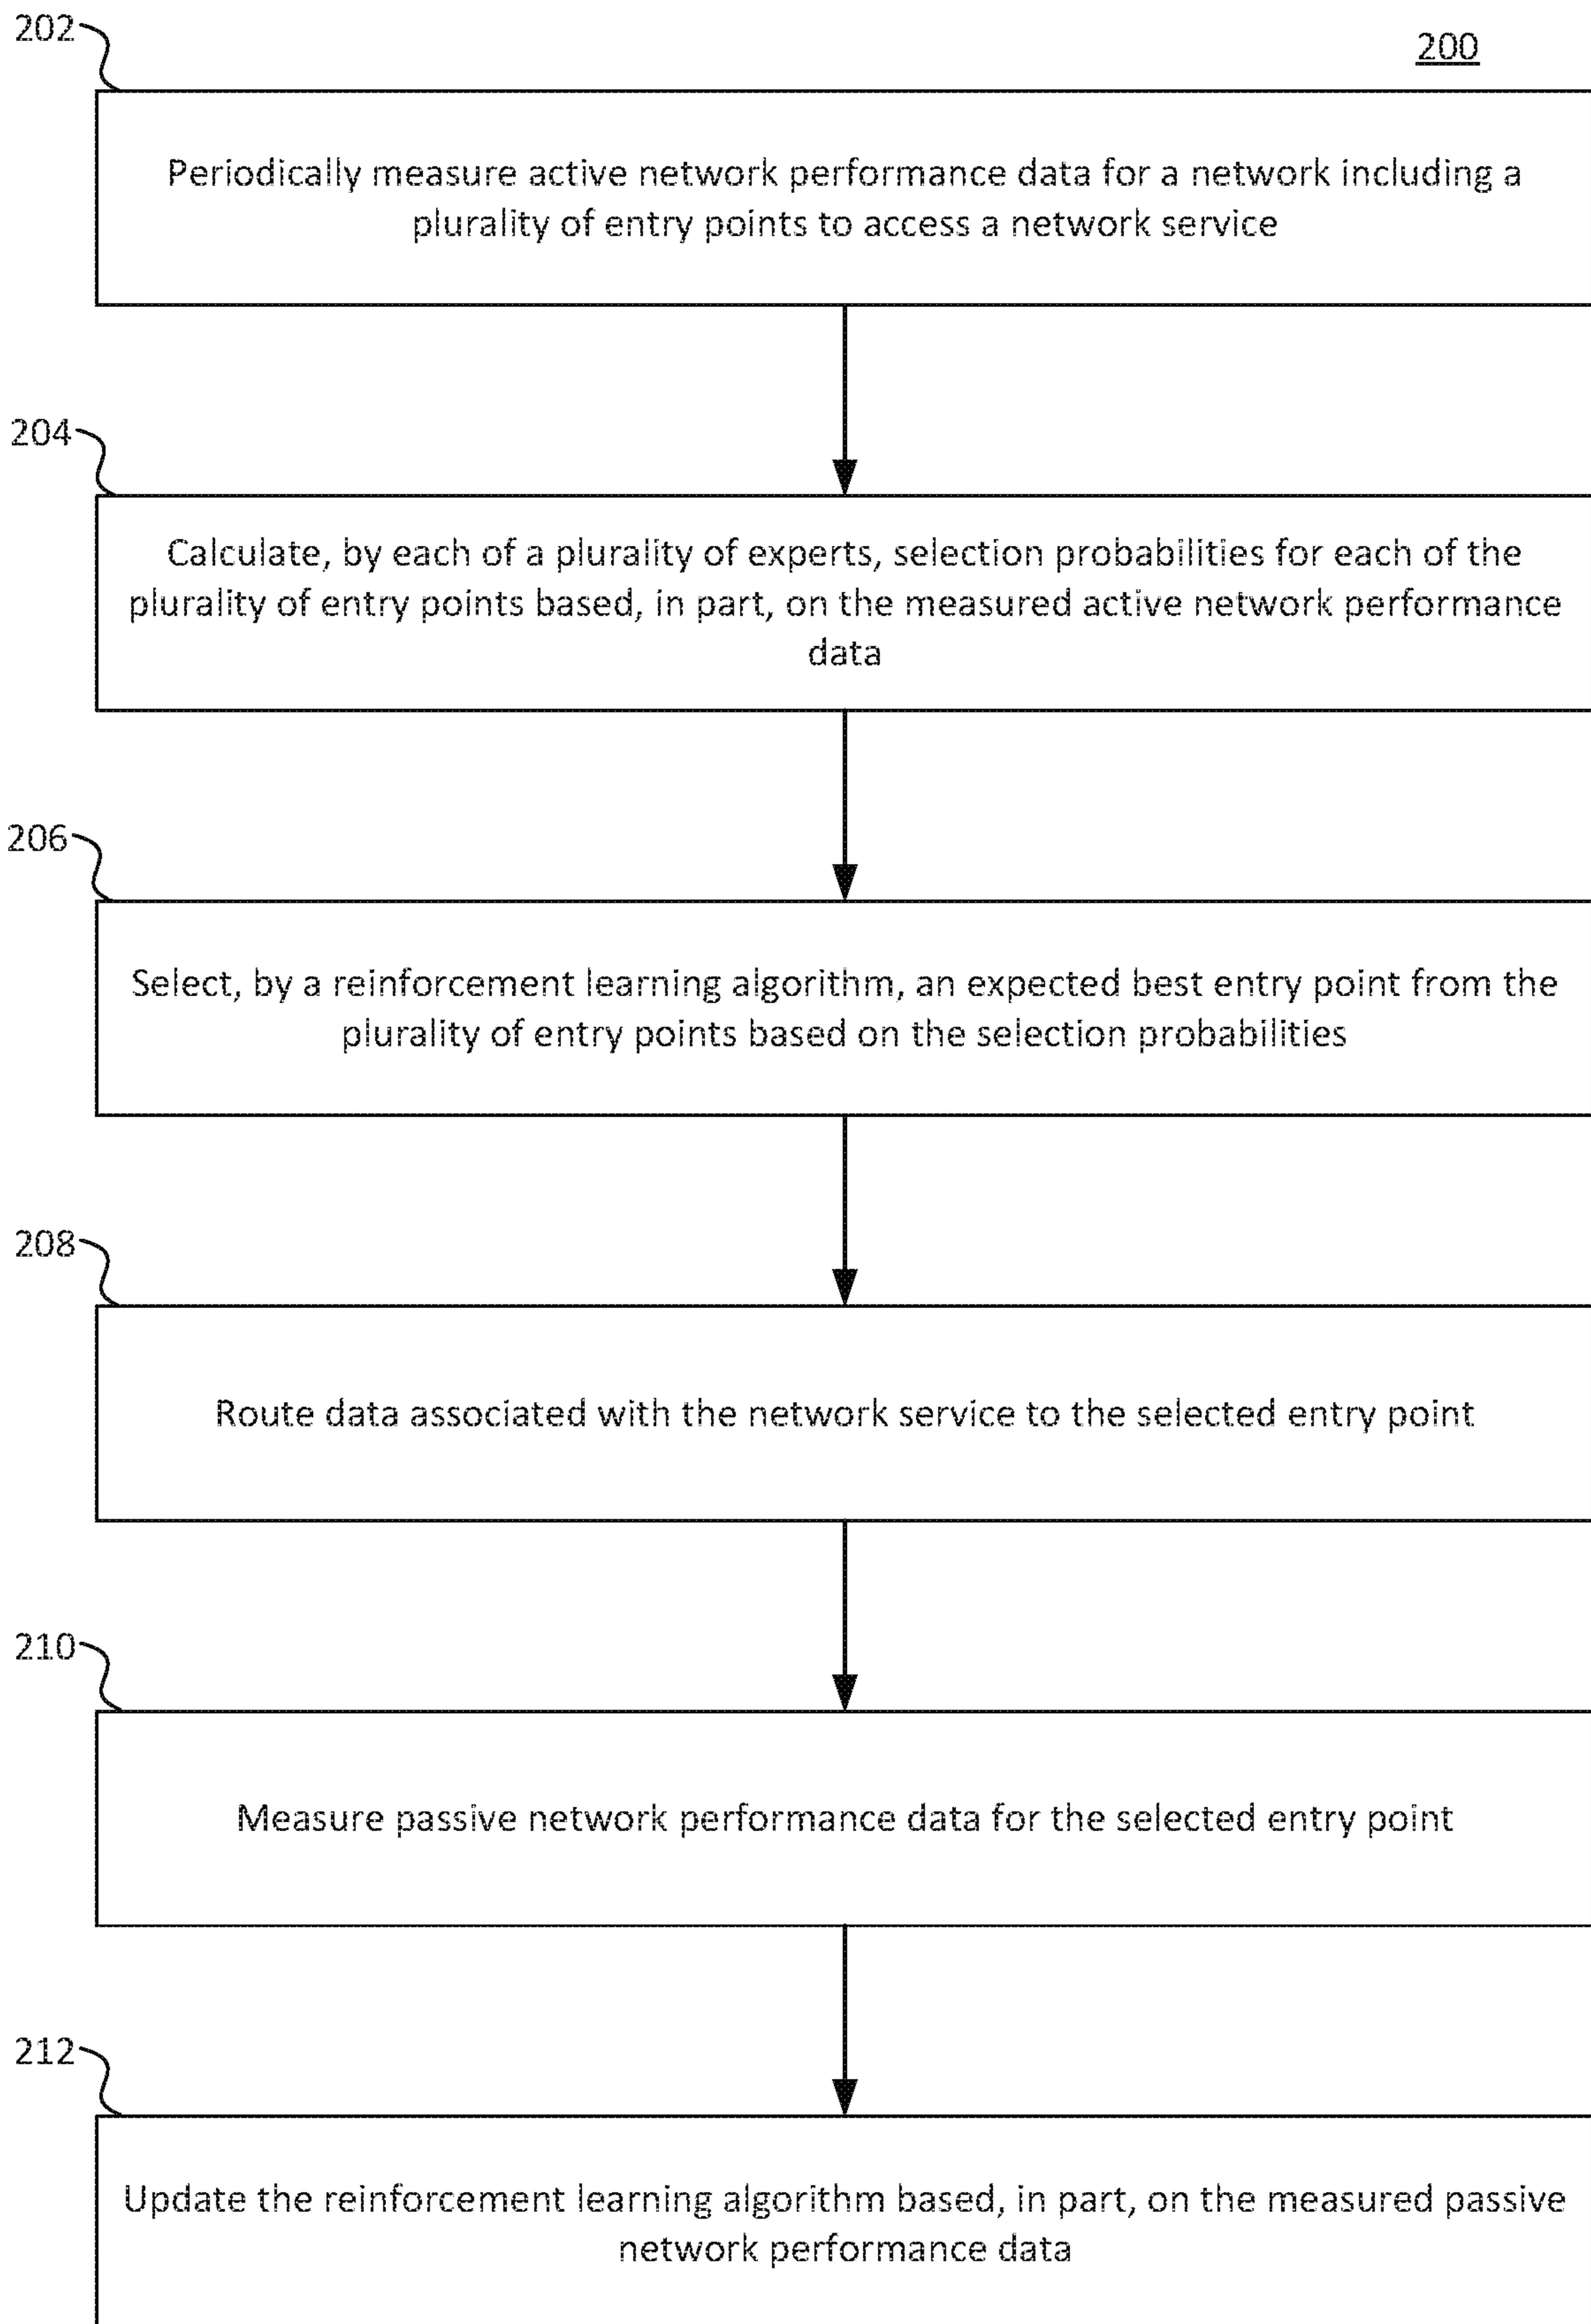 202
200
Periodically measure active network performance data for a network including a
plurality of entry points to access a network service
204
Calculate, by each of a plurality of experts, selection probabilities for each of the
plurality of entry points based, in part, on the measured active network performance
data
206
Select, by a reinforcement learning algorithm, an expected best entry point from the
plurality of entry points based on the selection probabilities
208
Route data associated with the network service to the selected entry point
210
Measure passive network performance data for the selected entry point
212
Update the reinforcement learning algorithm based, in part, on the measured passive
network performance data